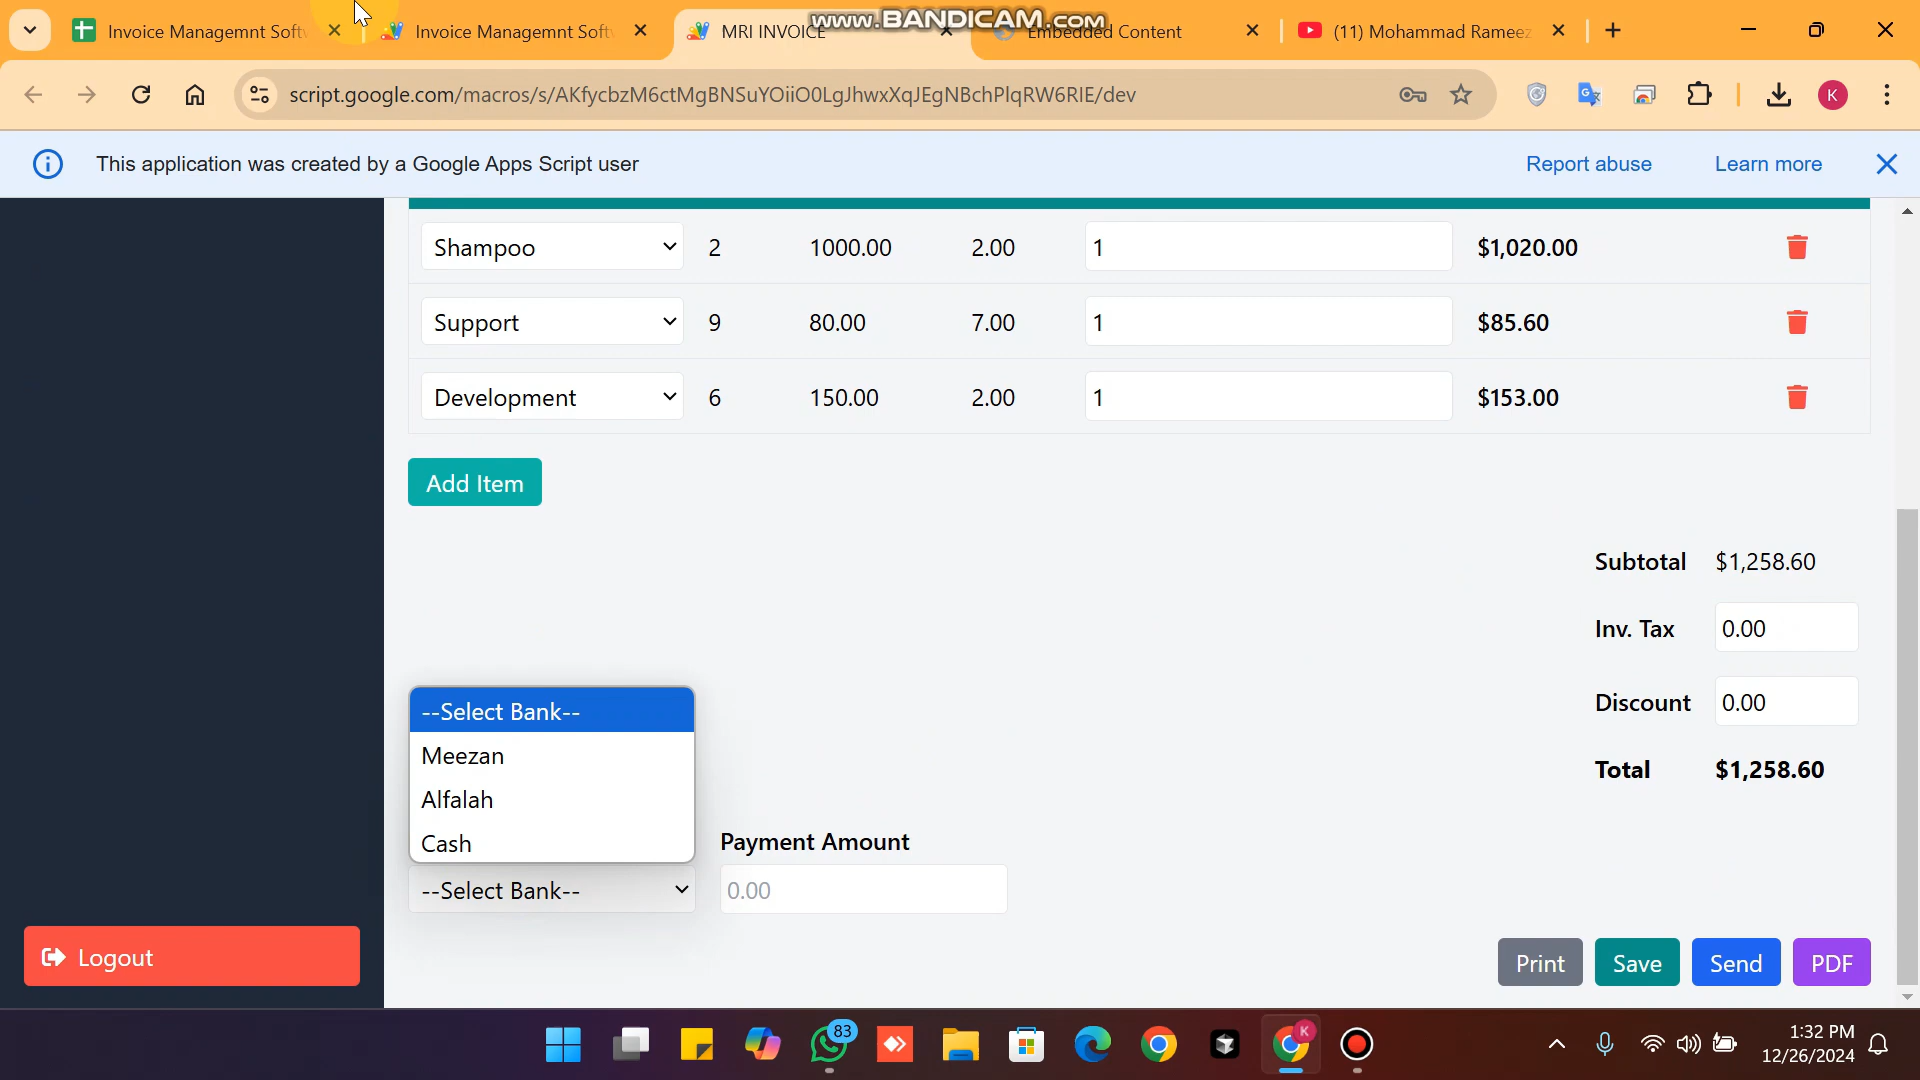 www.BANDICAM.com
Invoice Managemnt Soft
Invoice Managemnt Soft
MRI INVOICE
Embedded Content
(11) Mohammad Rameez
script.google.com/macros/s/AKfycbzM6ctMgBNSuYOiiO0LgJhwxXqJEgNBchPlqRW6RIE/dev
K
This application was created by a Google Apps Script user
Report abuse
Learn more
Shampoo 2 1000.00 2.00 1 $1,020.00
Support 9 80.00 7.00 1 $85.60
Development 6 150.00 2.00 1 $153.00
Add Item
Subtotal $1,258.60
Inv. Tax 0.00
Discount 0.00
Total $1,258.60
--Select Bank--
Meezan
Alfalah
Cash
--Select Bank--
Payment Amount
0.00
Logout
Print
Save
Send
PDF
83
K
1:32 PM
12/26/2024